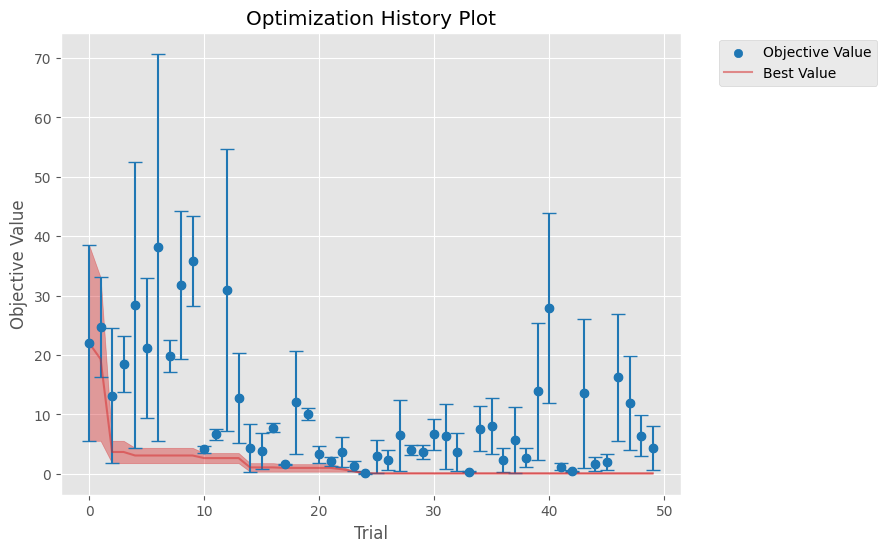 Optimization History Plot
Objective Value
Best Value
70
60
50
40
30
20
10
0
Objective Value
0 10 20 30 40 50
Trial